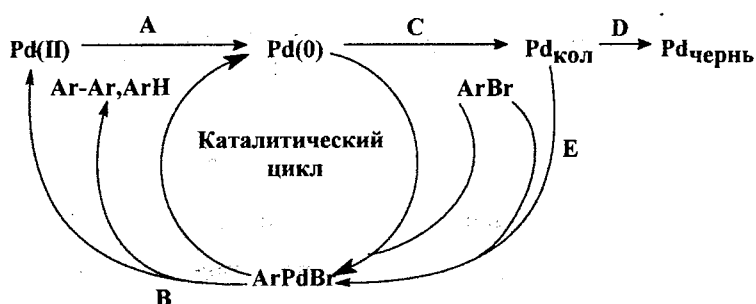 A C D
Pd(II) Pd(0) Pdкол Pdчернь
Ar-Ar,ArH ArBr
Каталитический E
цикл
ArPdBr
B